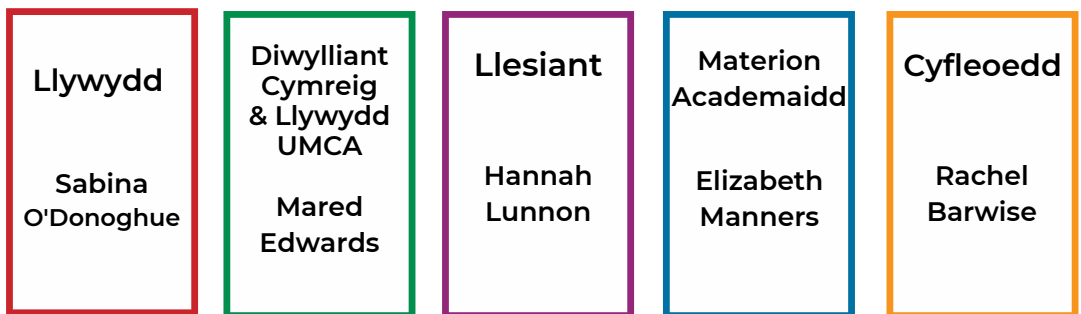 Llywydd
Sabina
O'Donoghue
Diwylliant
Cymreig
& Llywydd
UMCA
Mared
Edwards
Llesiant
Hannah
Lunnon
Materion
Academaidd
Elizabeth
Manners
Cyfleoedd
Rachel
Barwise